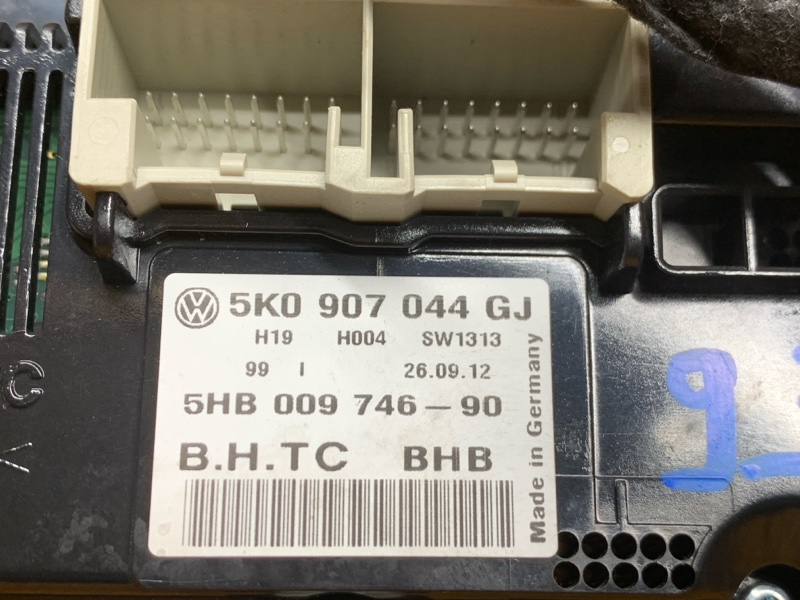 5K0 907 044 GJ
H19 H004 SW1313
99 I 26.09.12
5HB 009 746-90
B.H.TC BHB
Made in Germany